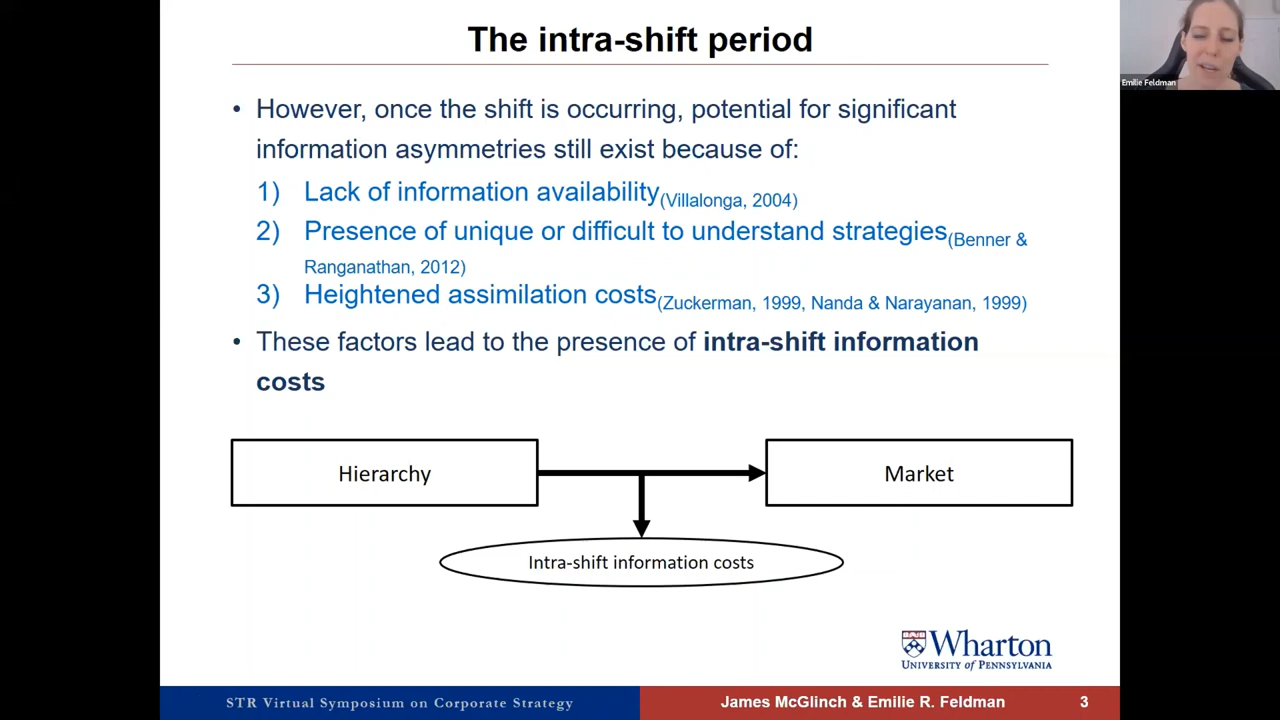 The intra-shift period
Emilie Feldman
• However, once the shift is occurring, potential for significant
information asymmetries still exist because of:
1) Lack of information availability(Villalonga, 2004)
2) Presence of unique or difficult to understand strategies(Benner &
Ranganathan, 2012)
3) Heightened assimilation costs(Zuckerman, 1999, Nanda & Narayanan, 1999)
• These factors lead to the presence of intra-shift information
costs
Hierarchy
Market
Intra-shift information costs
Wharton
UNIVERSITY OF PENNSYLVANIA
STR Virtual Symposium on Corporate Strategy
James McGlinch & Emilie R. Feldman
3